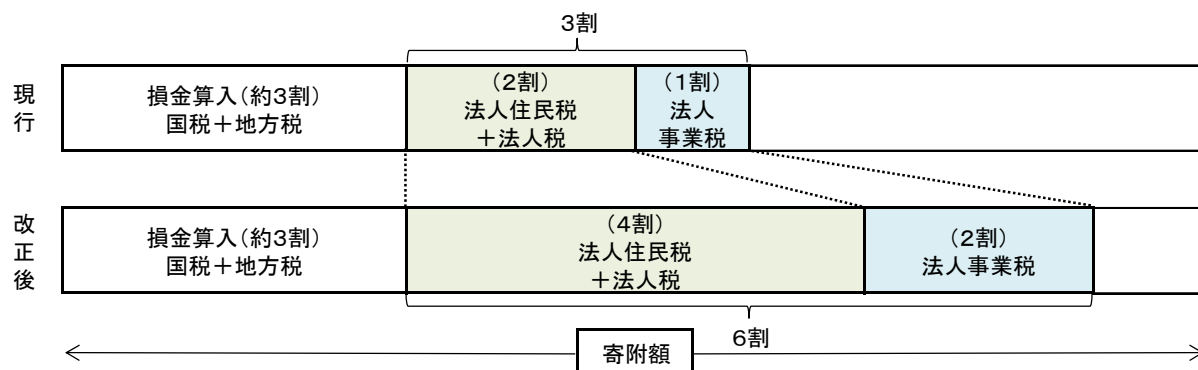 3割
現行
損金算入(約3割)
国税+地方税
(2割)
法人住民税
+法人税
(1割)
法人
事業税
改正後
損金算入(約3割)
国税+地方税
(4割)
法人住民税
+法人税
(2割)
法人事業税
6割
寄附額